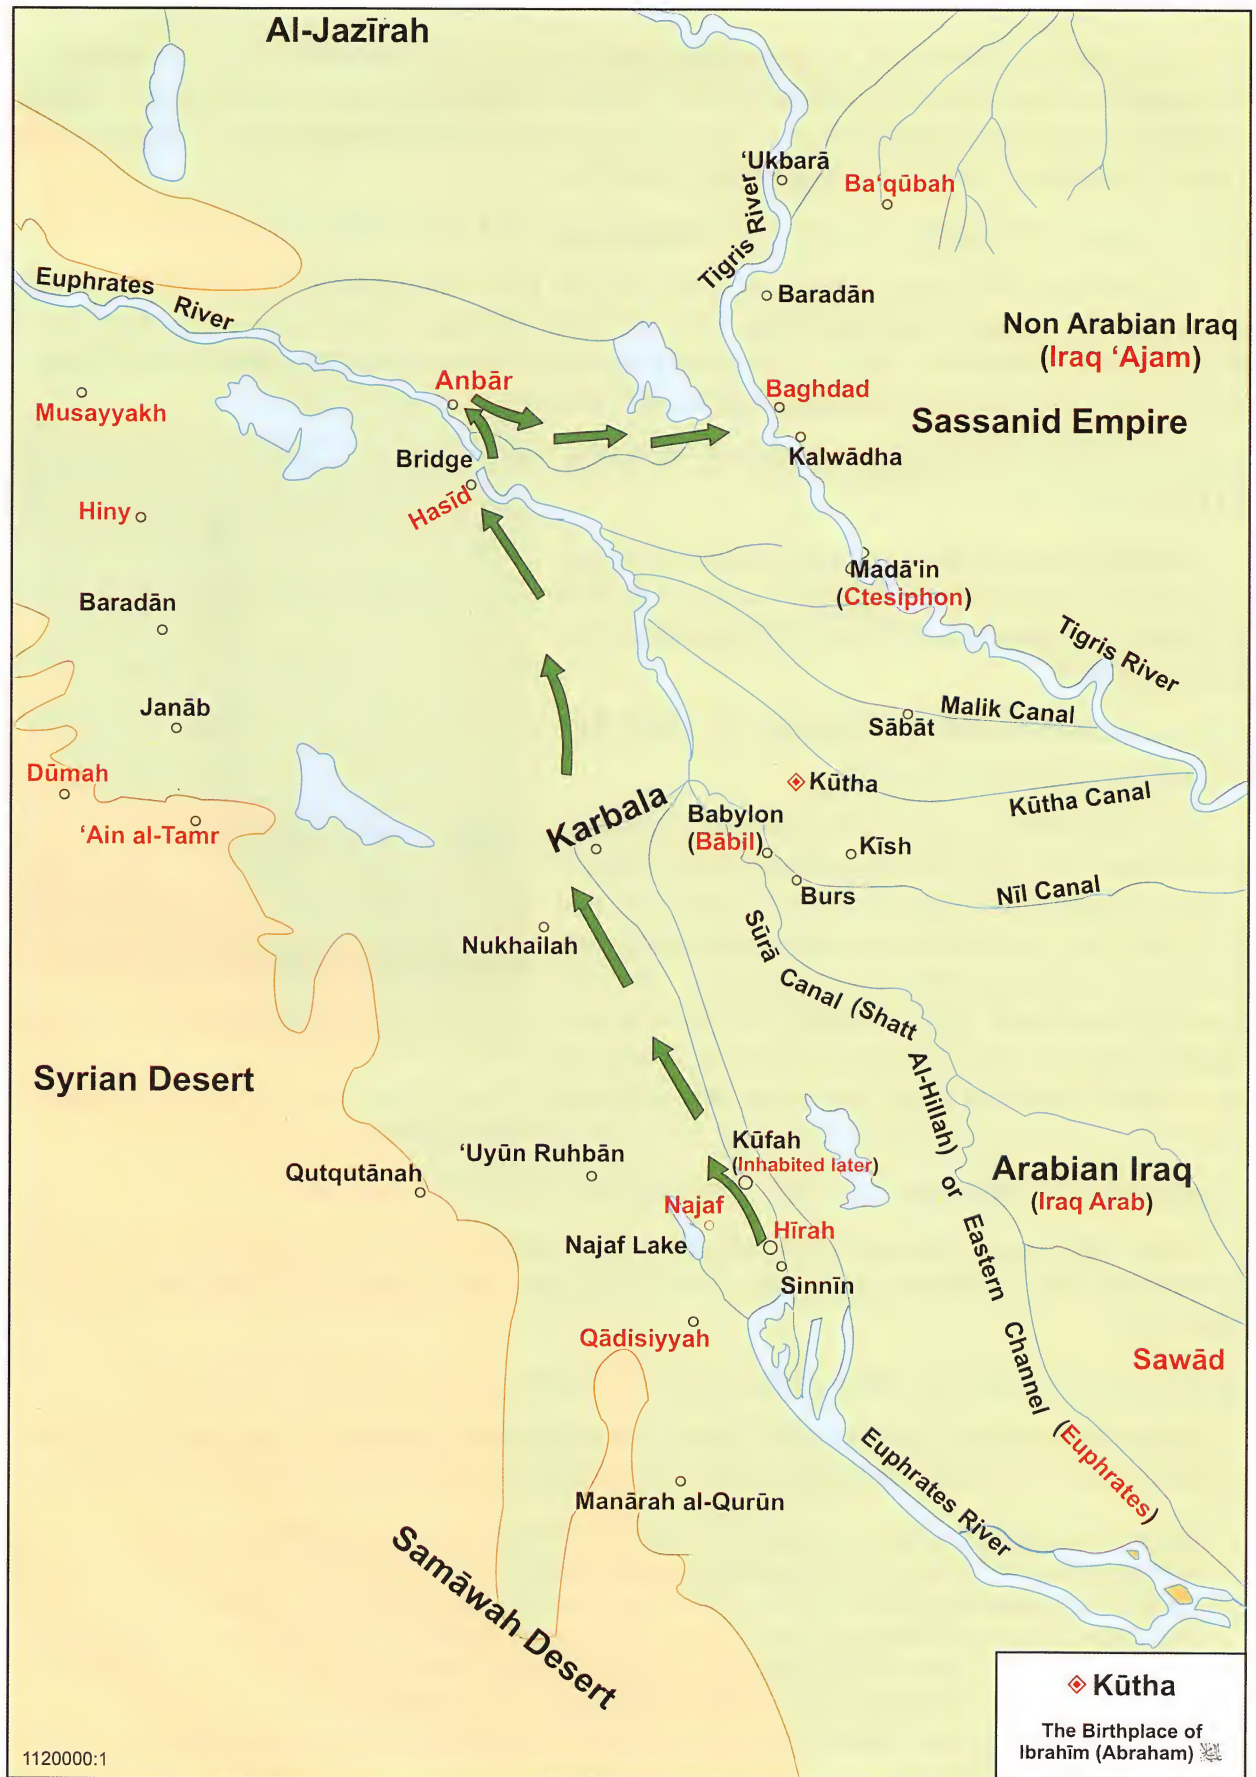 Al-Jazīrah
‘Ukbarā
Ba‘qūbah
Tigris River
Euphrates River
Baradān
Non Arabian Iraq
(Iraq ‘Ajam)
Anbār
Baghdad
Musayyakh
Sassanid Empire
Bridge
Kalwādha
Hasīd
Hiny
Madā'in
(Ctesiphon)
Baradān
Tigris River
Janāb
Malik Canal
Sābāt
Dūmah
Kūtha
Kūtha Canal
‘Ain al-Tamr
Karbala
Babylon
(Bābil)
Kīsh
Burs
Nīl Canal
Nukhailah
Sūrā Canal (Shatt Al-Hillah) or Eastern Channel (Euphrates)
Syrian Desert
Kūfah
(Inhabited later)
‘Uyūn Ruhbān
Qutqutānah
Arabian Iraq
(Iraq Arab)
Najaf
Hīrah
Najaf Lake
Sinnīn
Qādisiyyah
Sawād
Euphrates River
Manārah al-Qurūn
Samāwah Desert
Kūtha
The Birthplace of
Ibrahīm (Abraham)
1120000:1